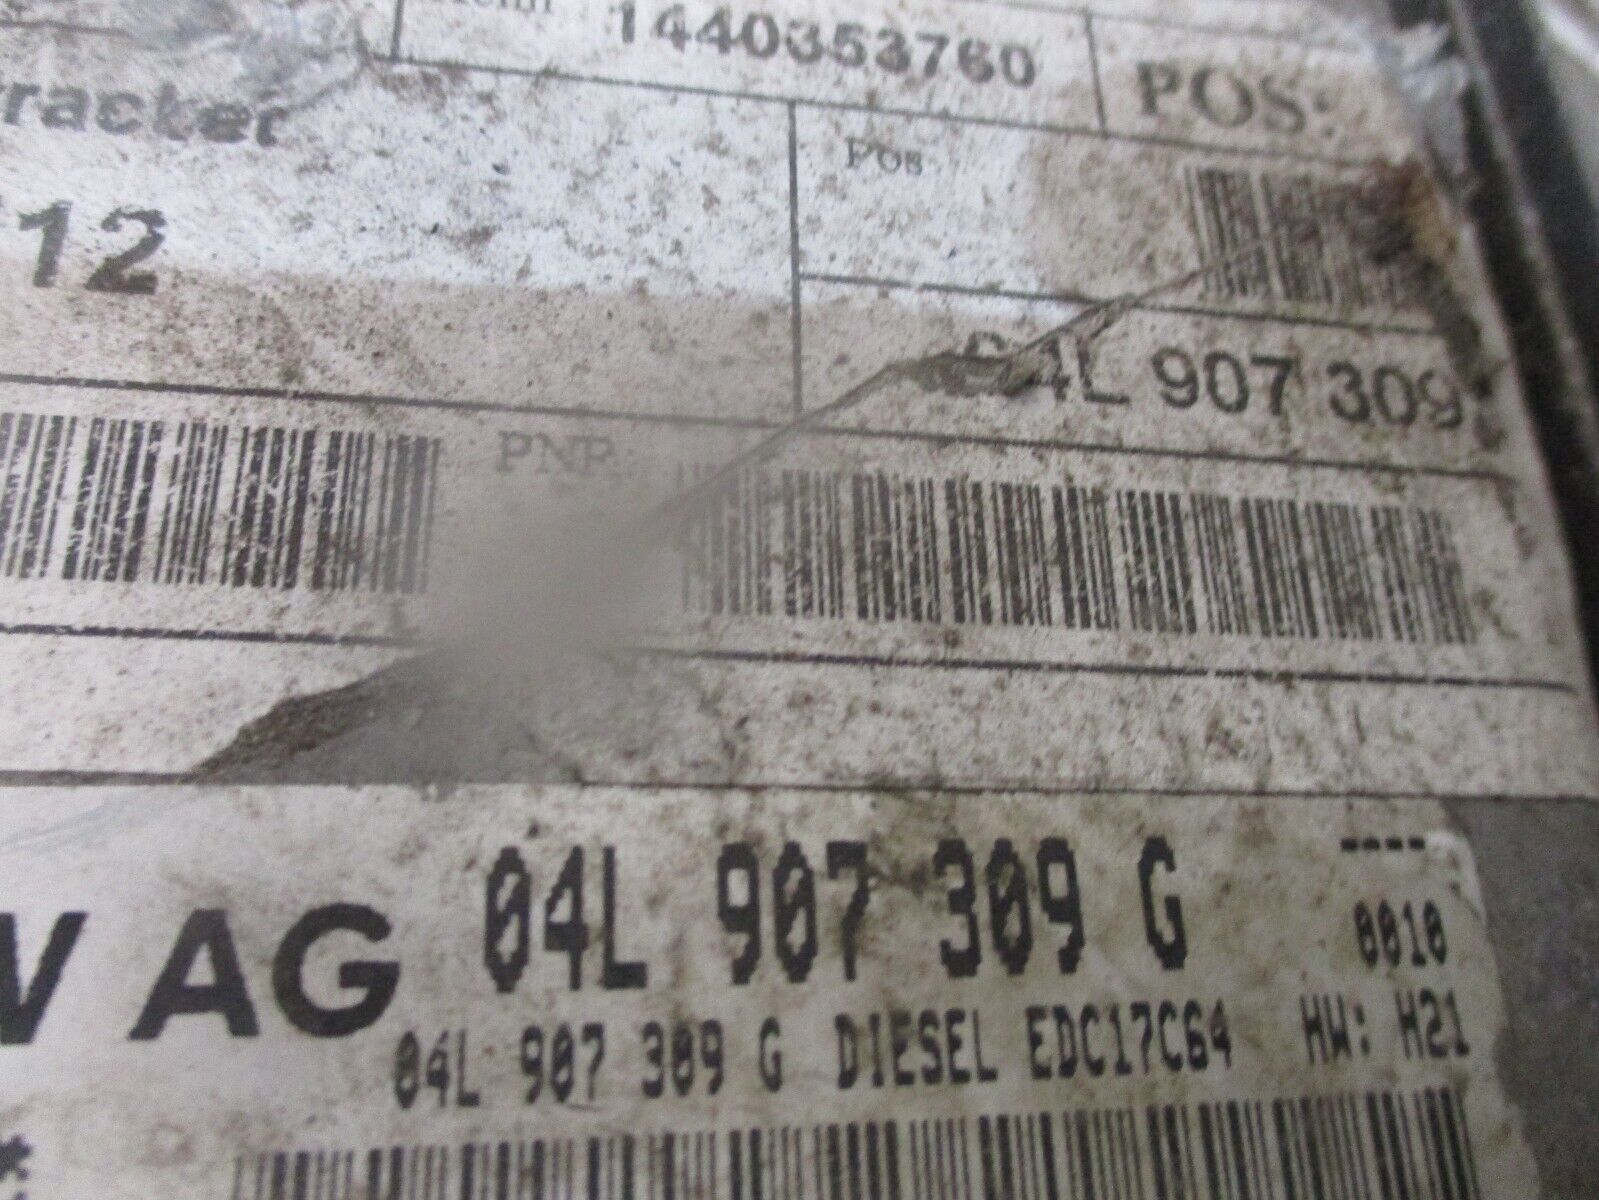 1440353760
POS:
racket
Pos
12
04L 907 309
PNR
AG 04L 907 309 G ----
0010
04L 907 309 G DIESEL EDC17C64 HW: H21
*